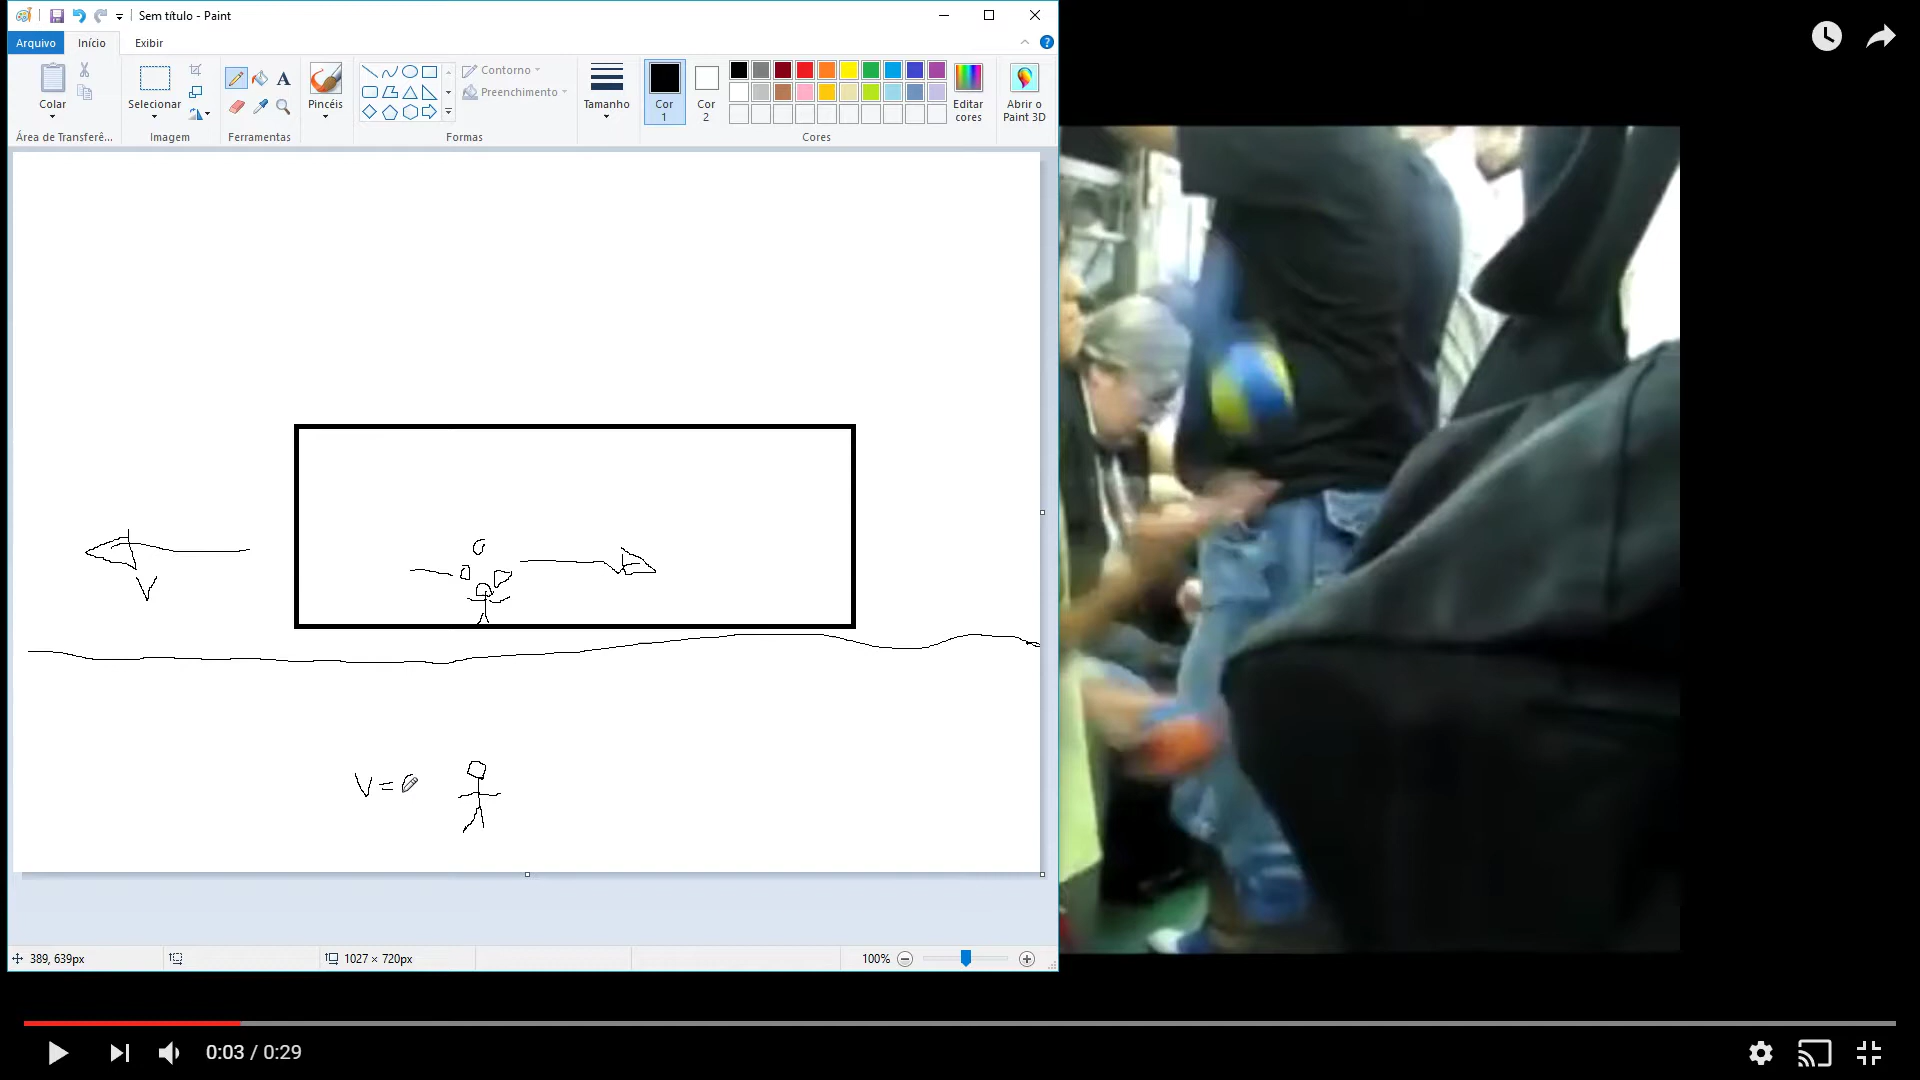 Sem título - Paint
Arquivo Início Exibir
Colar
Selecionar
A
Pincéis
Contorno
Preenchimento
Tamanho
Cor 1
Cor 2
Editar cores
Abrir o Paint 3D
Área de Transferê... Imagem Ferramentas Formas Cores
V
V=0
389, 639px 1027 × 720px 100%
0:03 / 0:29